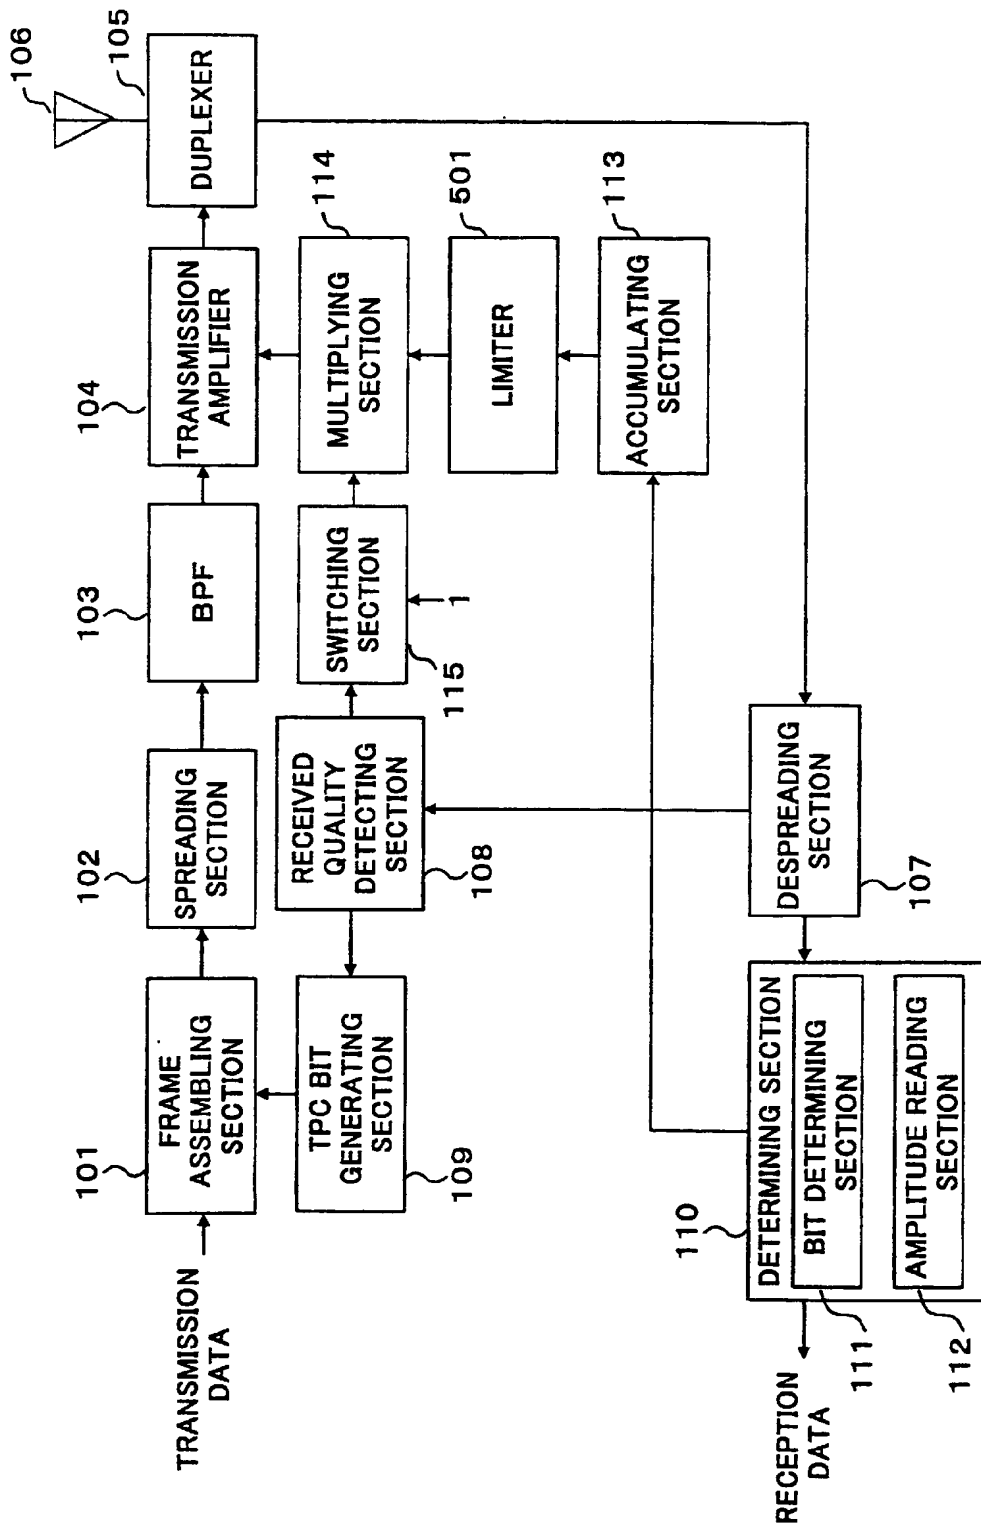 106
105
DUPLEXER
104
TRANSMISSION
AMPLIFIER
103
BPF
102
SPREADING
SECTION
101
FRAME
ASSEMBLING
SECTION
TRANSMISSION
DATA
114
MULTIPLYING
SECTION
SWITCHING
SECTION
115
1
RECEIVED
QUALITY
DETECTING
SECTION
108
TPC BIT
GENERATING
SECTION
109
501
LIMITER
113
ACCUMULATING
SECTION
DESPREADING
SECTION
107
110
DETERMINING SECTION
BIT DETERMINING
SECTION
111
AMPLITUDE READING
SECTION
112
RECEPTION
DATA